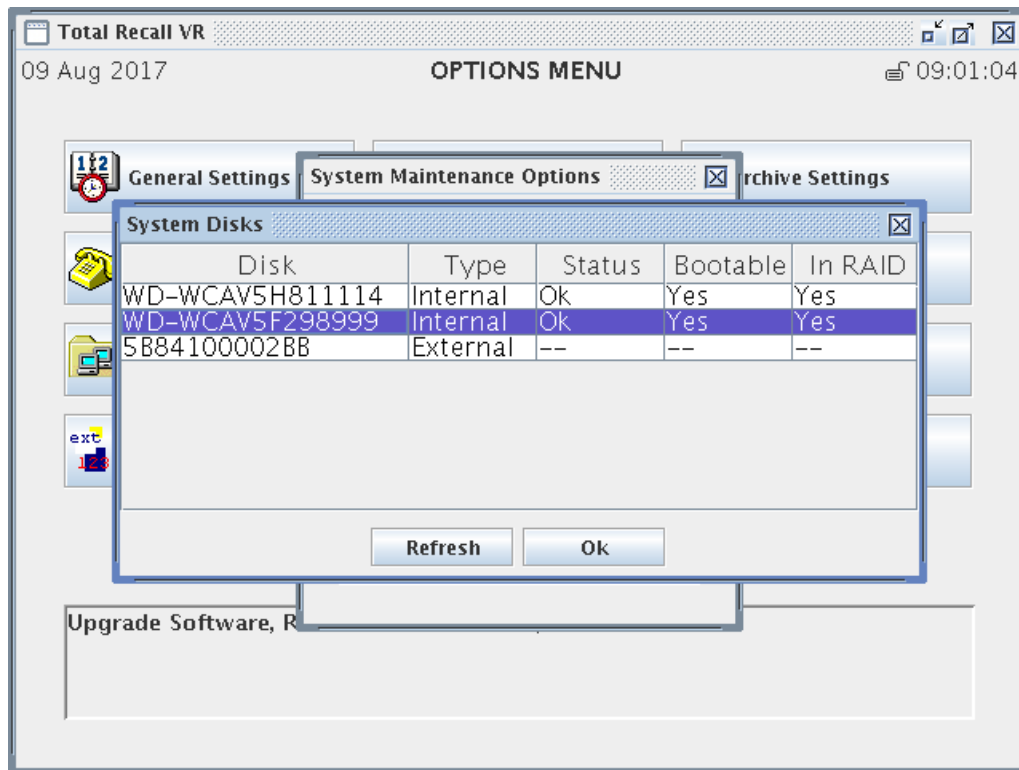 Total Recall VR
09 Aug 2017 OPTIONS MENU 09:01:04
General Settings
System Maintenance Options
rchive Settings
System Disks
Disk Type Status Bootable In RAID
WD-WCAV5H811114 Internal Ok Yes Yes
WD-WCAV5F298999 Internal Ok Yes Yes
5B84100002BB External -- -- --
ext
123
Refresh Ok
Upgrade Software, R